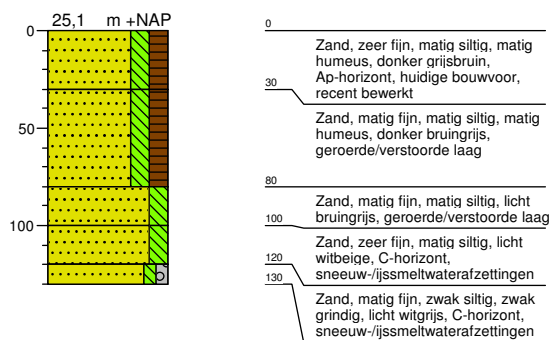 25,1 m +NAP
0
50
100
0
Zand, zeer fijn, matig siltig, matig
humeus, donker grijsbruin,
Ap-horizont, huidige bouwvoor,
recent bewerkt
30
Zand, matig fijn, matig siltig, matig
humeus, donker bruingrijs,
geroerde/verstoorde laag
80
Zand, matig fijn, matig siltig, licht
bruingrijs, geroerde/verstoorde laag
100
Zand, zeer fijn, matig siltig, licht
witbeige, C-horizont,
sneeuw-/ijssmeltwaterafzettingen
120
130
Zand, matig fijn, zwak siltig, zwak
grindig, licht witgrijs, C-horizont,
sneeuw-/ijssmeltwaterafzettingen